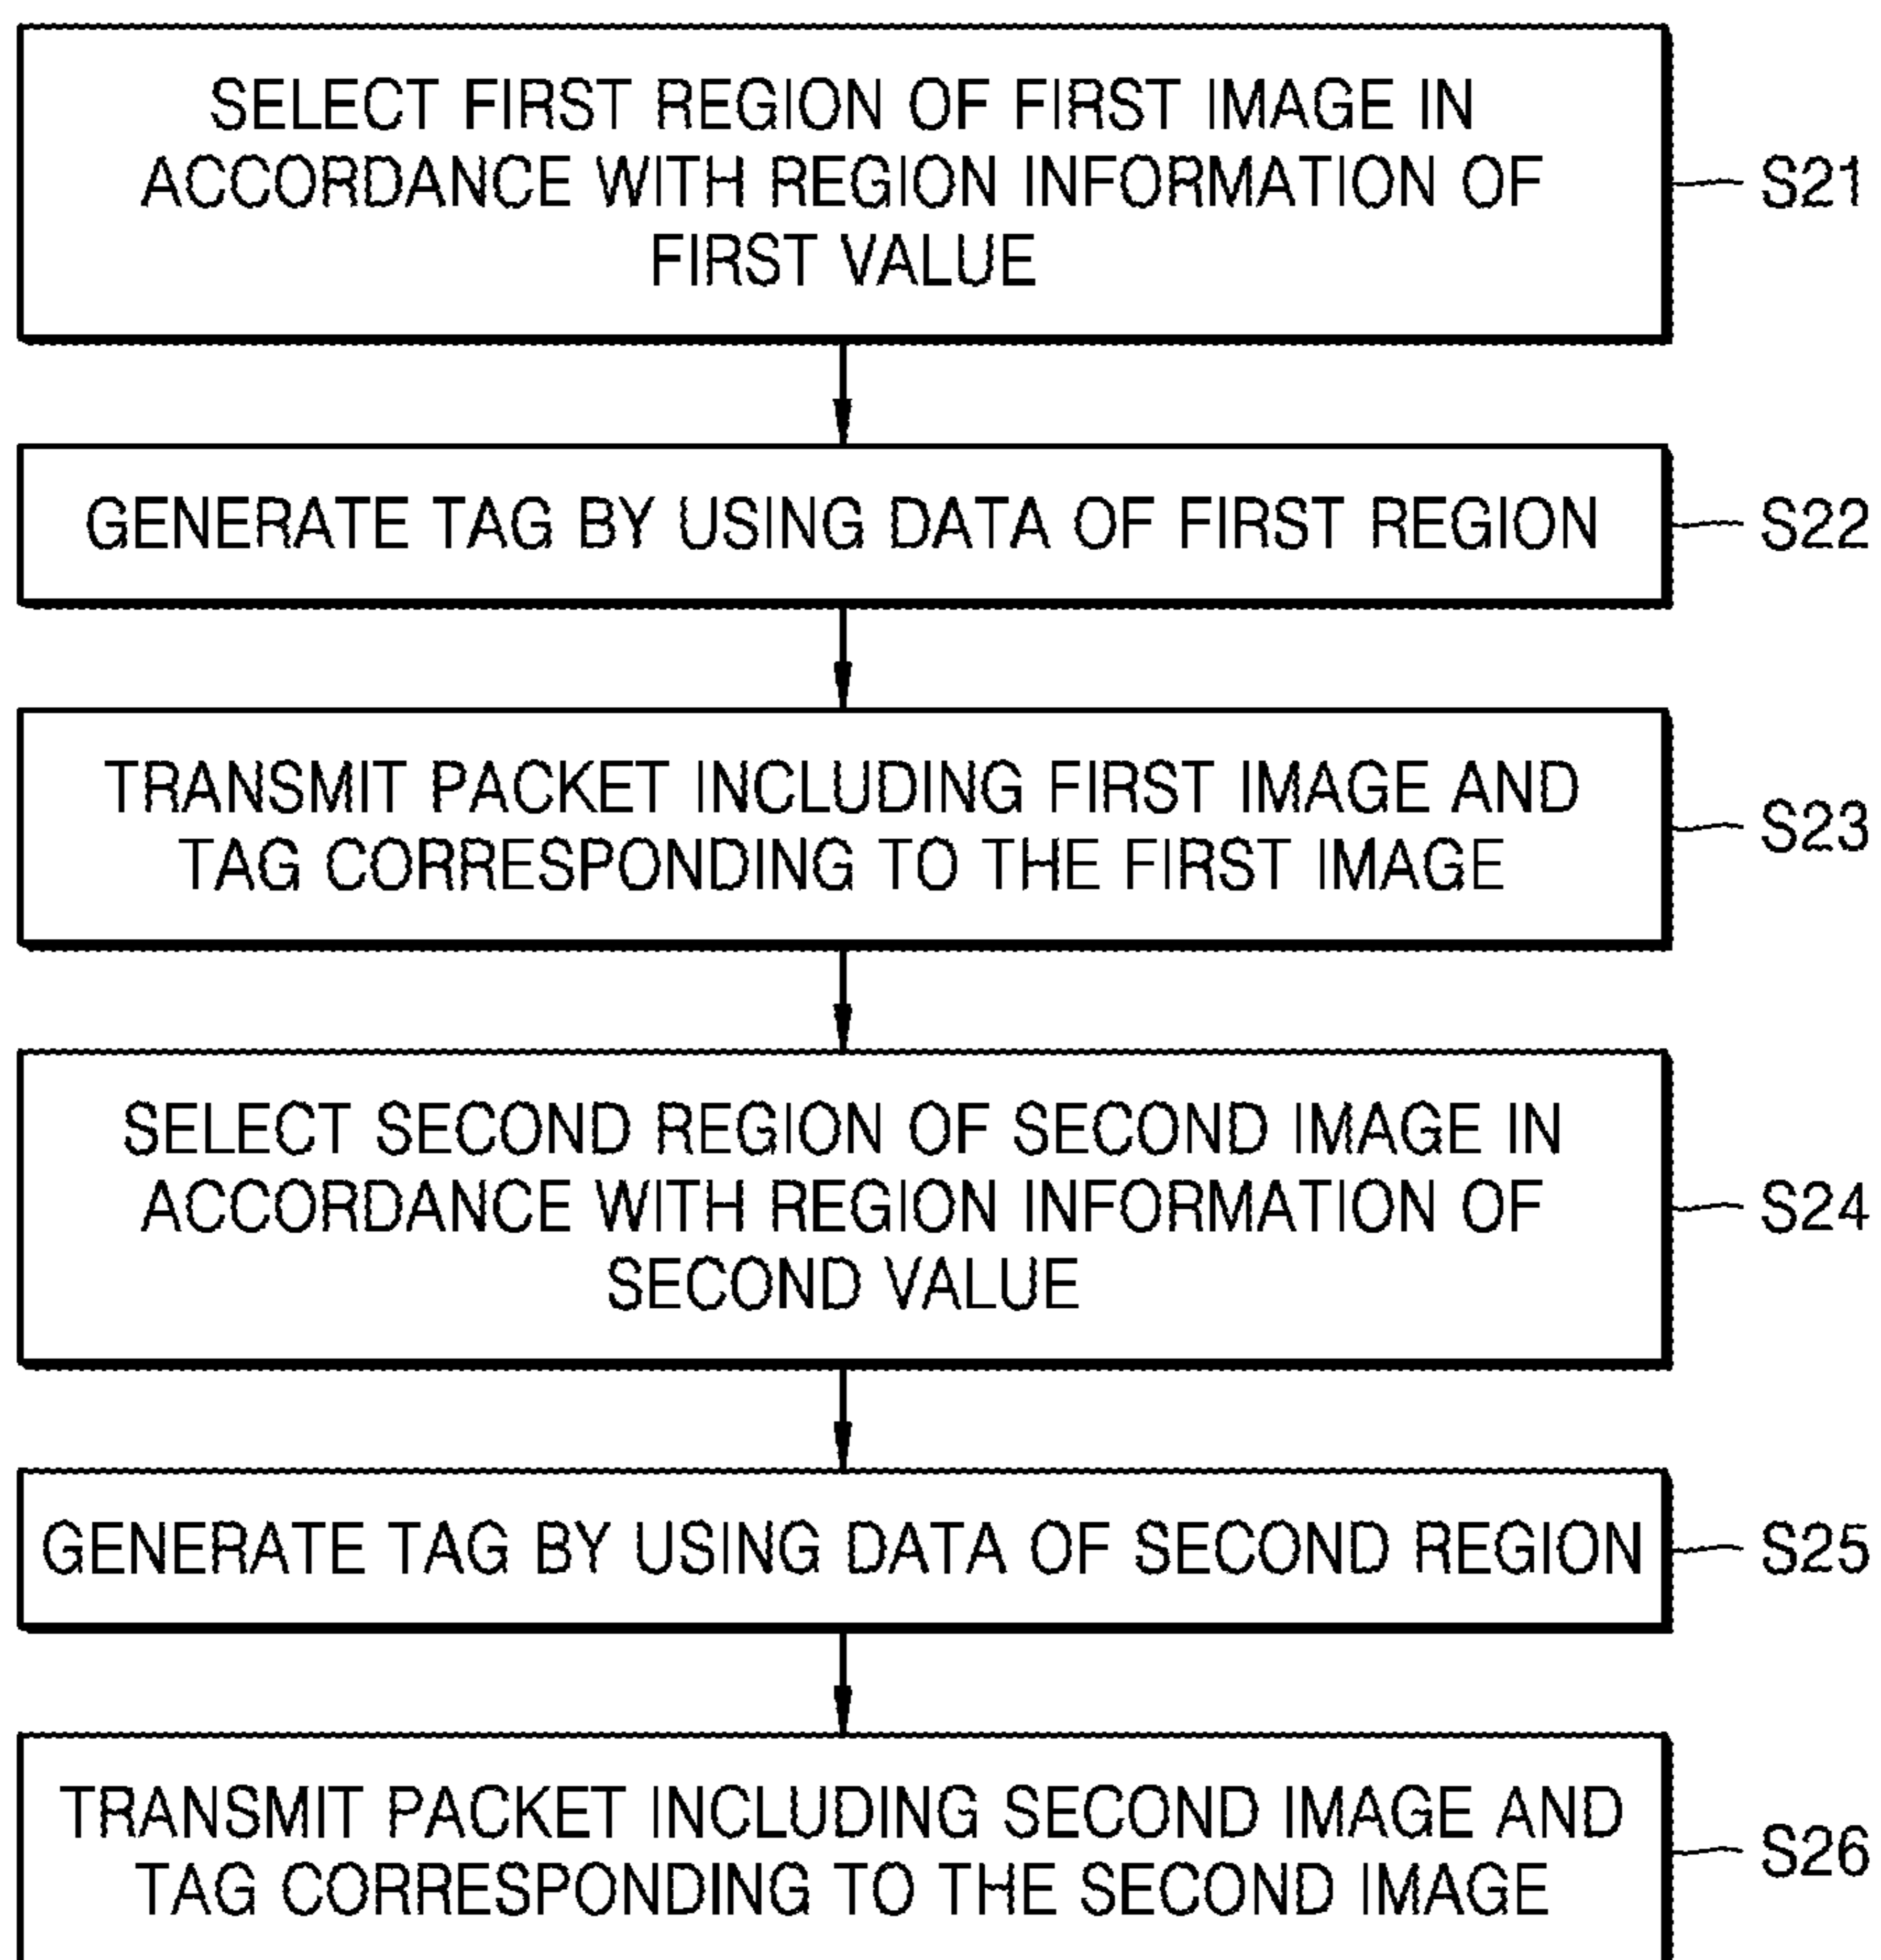 SELECT FIRST REGION OF FIRST IMAGE IN
ACCORDANCE WITH REGION INFORMATION OF
FIRST VALUE
S21
GENERATE TAG BY USING DATA OF FIRST REGION
S22
TRANSMIT PACKET INCLUDING FIRST IMAGE AND
TAG CORRESPONDING TO THE FIRST IMAGE
S23
SELECT SECOND REGION OF SECOND IMAGE IN
ACCORDANCE WITH REGION INFORMATION OF
SECOND VALUE
S24
GENERATE TAG BY USING DATA OF SECOND REGION
S25
TRANSMIT PACKET INCLUDING SECOND IMAGE AND
TAG CORRESPONDING TO THE SECOND IMAGE
S26